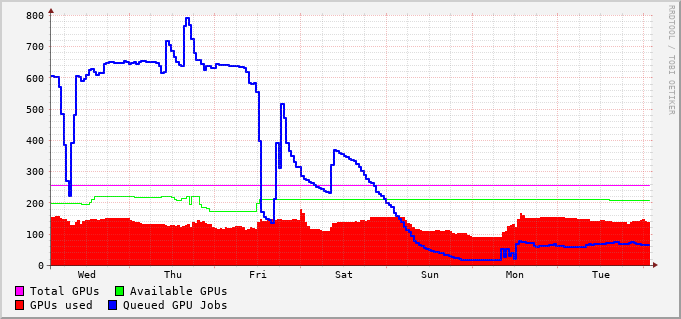 800
700
600
500
400
300
200
100
0
Wed Thu Fri Sat Sun Mon Tue
Total GPUs Available GPUs
GPUs used Queued GPU Jobs
RRDTOOL / TOBI OETIKER